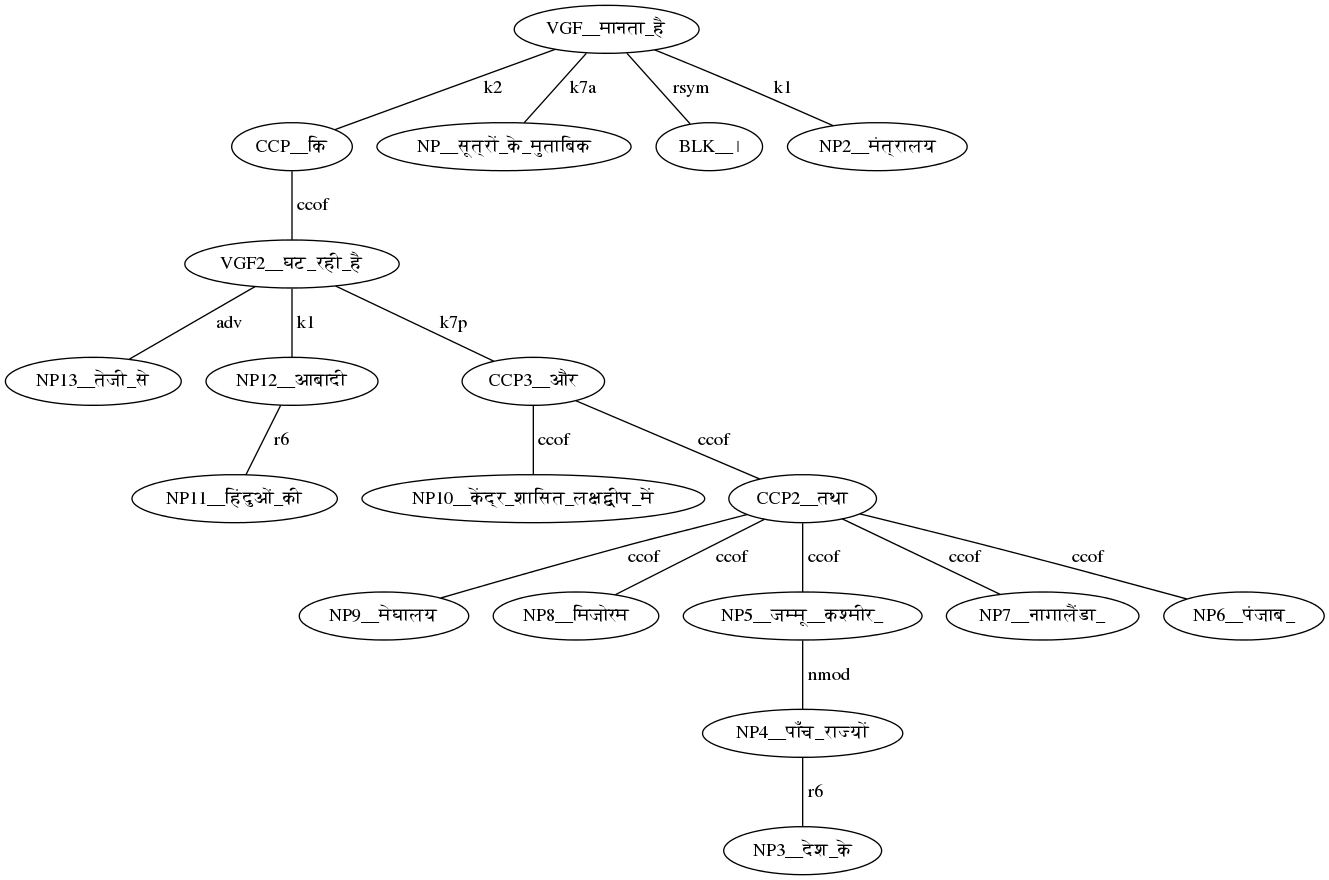 VGF__मानता_है
k2 k7a rsym k1
CCP__कि NP__सूत्रों_के_मुताबिक BLK__। NP2__मंत्रालय
ccof
VGF2__घट_रही_है
adv k1 k7p
NP13__तेजी_से NP12__आबादी CCP3__और
r6 ccof ccof
NP11__हिंदुओं_की NP10__केंद्र_शासित_लक्षद्वीप_में CCP2__तथा
ccof ccof ccof ccof ccof
NP9__मेघालय NP8__मिजोरम NP5__जम्मू__कश्मीर_ NP7__नागालैंडा_ NP6__पंजाब_
nmod
NP4__पाँच_राज्यों
r6
NP3__देश_के